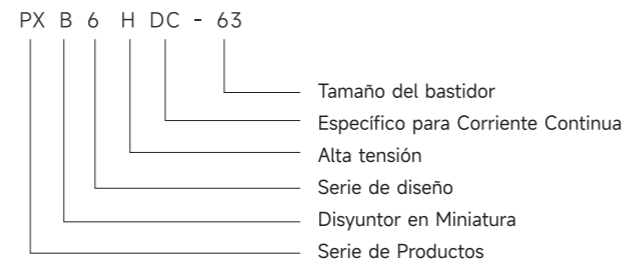 PX B 6 H DC - 63
Tamaño del bastidor
Específico para Corriente Continua
Alta tensión
Serie de diseño
Disyuntor en Miniatura
Serie de Productos